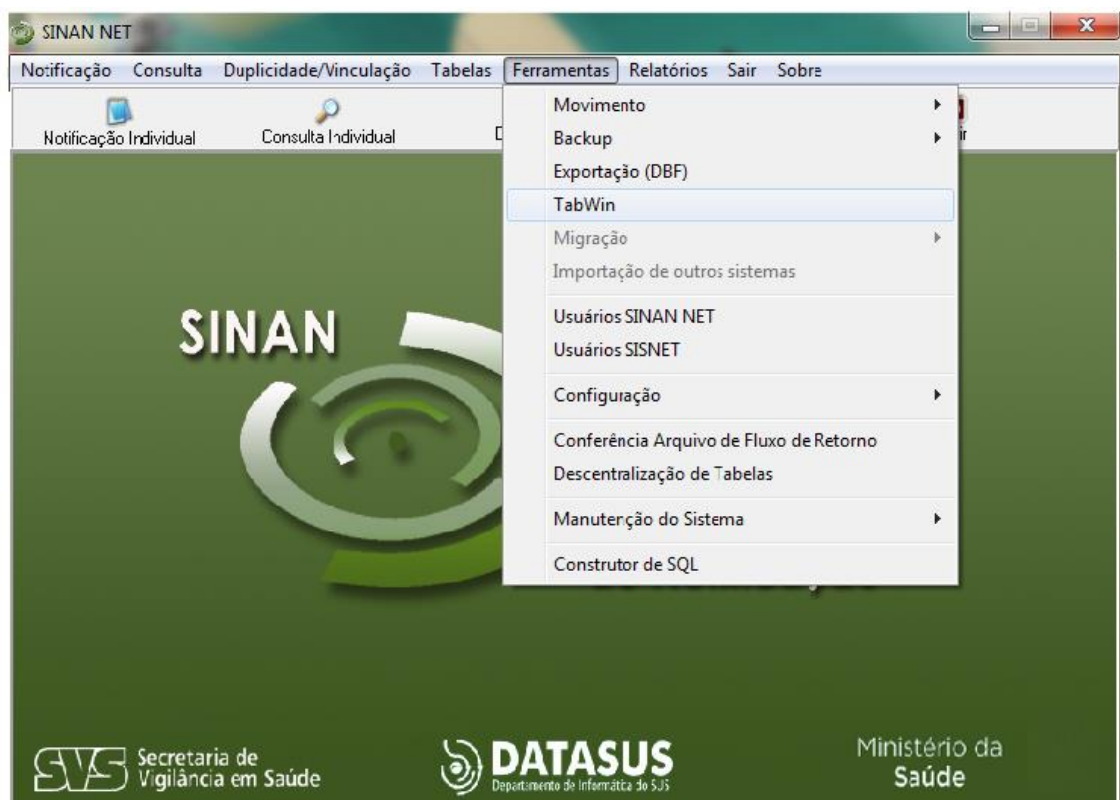 SINAN NET
Notificação Consulta Duplicidade/Vinculação Tabelas Ferramentas Relatórios Sair Sobre
Notificação Individual Consulta Individual
Movimento
Backup
Exportação (DBF)
TabWin
Migração
Importação de outros sistemas
Usuários SINAN NET
Usuários SISNET
Configuração
Conferência Arquivo de Fluxo de Retorno
Descentralização de Tabelas
Manutenção do Sistema
Construtor de SQL
SINAN
SVS Secretaria de
Vigilância em Saúde
DATASUS
Departamento de Informática do SUS
Ministério da
Saúde